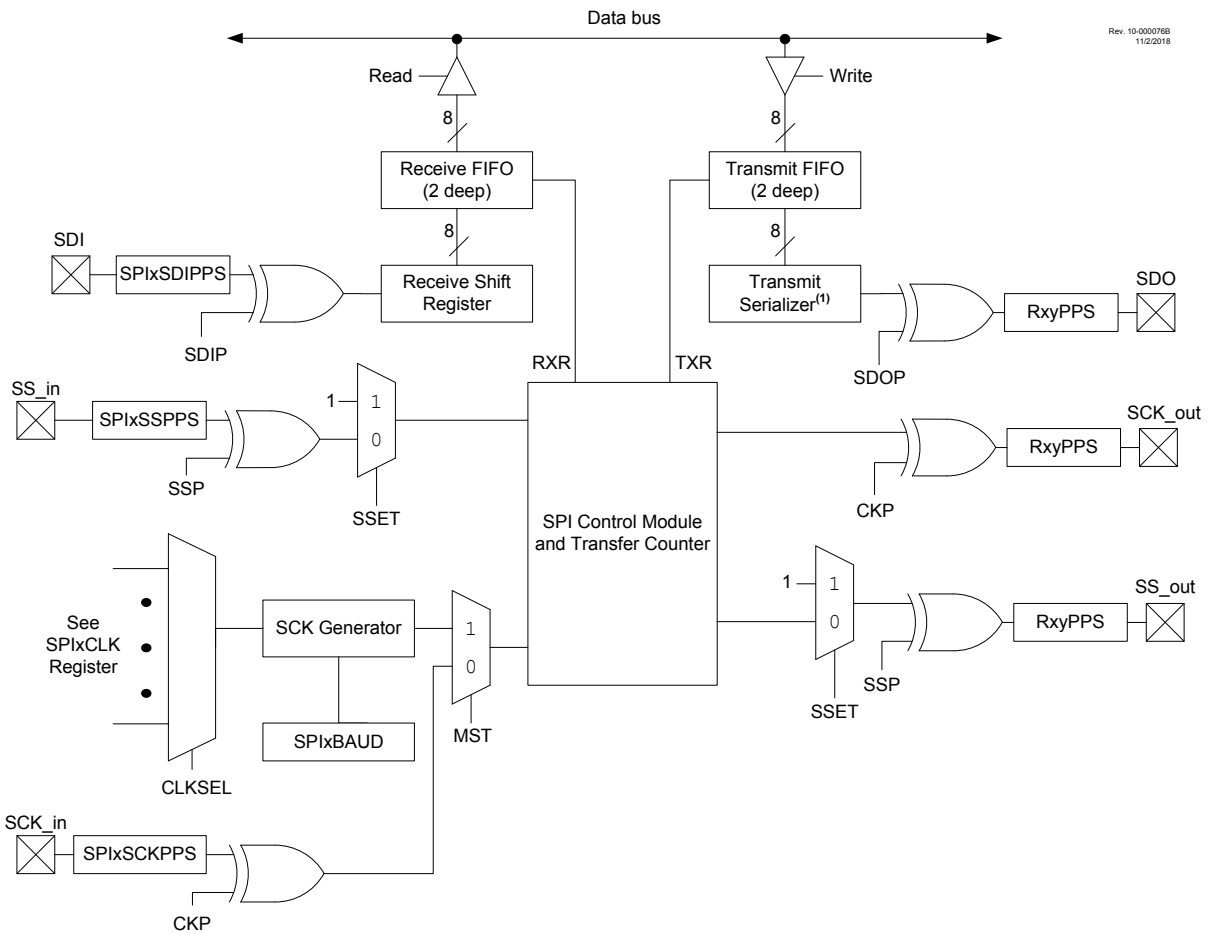 Data bus
Rev. 10-000076B
11/2/2018
Read
Write
8
8
Receive FIFO
(2 deep)
Transmit FIFO
(2 deep)
8
8
SDI
SPIxSDIPPS
Receive Shift
Register
Transmit
Serializer(1)
RxyPPS
SDO
SDIP
SDOP
RXR
TXR
SS_in
SPIxSSPPS
1
1
0
SSP
SSET
SCK_out
RxyPPS
CKP
SPI Control Module
and Transfer Counter
See
SPIxCLK
Register
SCK Generator
1
0
SPIxBAUD
MST
CLKSEL
1
1
0
SS_out
RxyPPS
SSP
SSET
SCK_in
SPIxSCKPPS
CKP